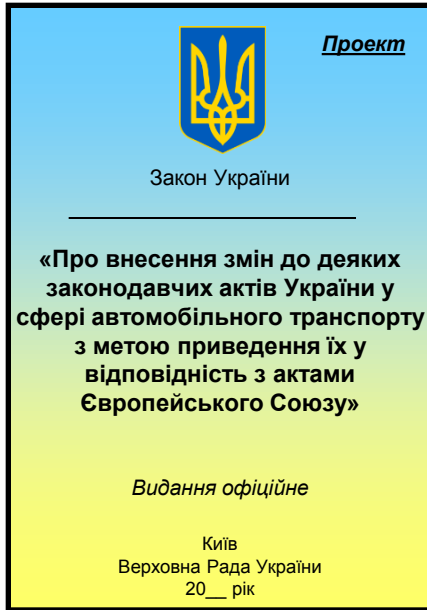 Проект
Закон України
«Про внесення змін до деяких
законодавчих актів України у
сфері автомобільного транспорту
з метою приведення їх у
відповідність з актами
Європейського Союзу»
Видання офіційне
Київ
Верховна Рада України
20__ рік